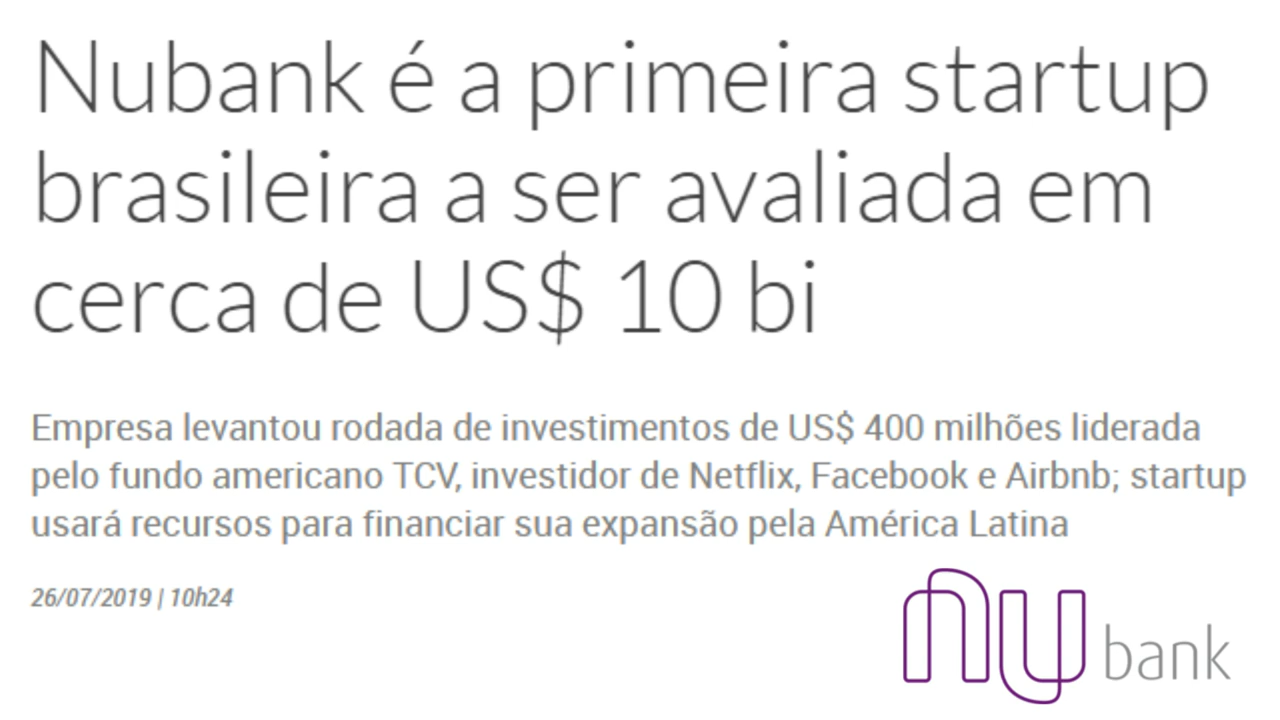 Nubank é a primeira startup
brasileira a ser avaliada em
cerca de US$ 10 bi
Empresa levantou rodada de investimentos de US$ 400 milhões liderada
pelo fundo americano TCV, investidor de Netflix, Facebook e Airbnb; startup
usará recursos para financiar sua expansão pela América Latina
26/07/2019 | 10h24
nu bank